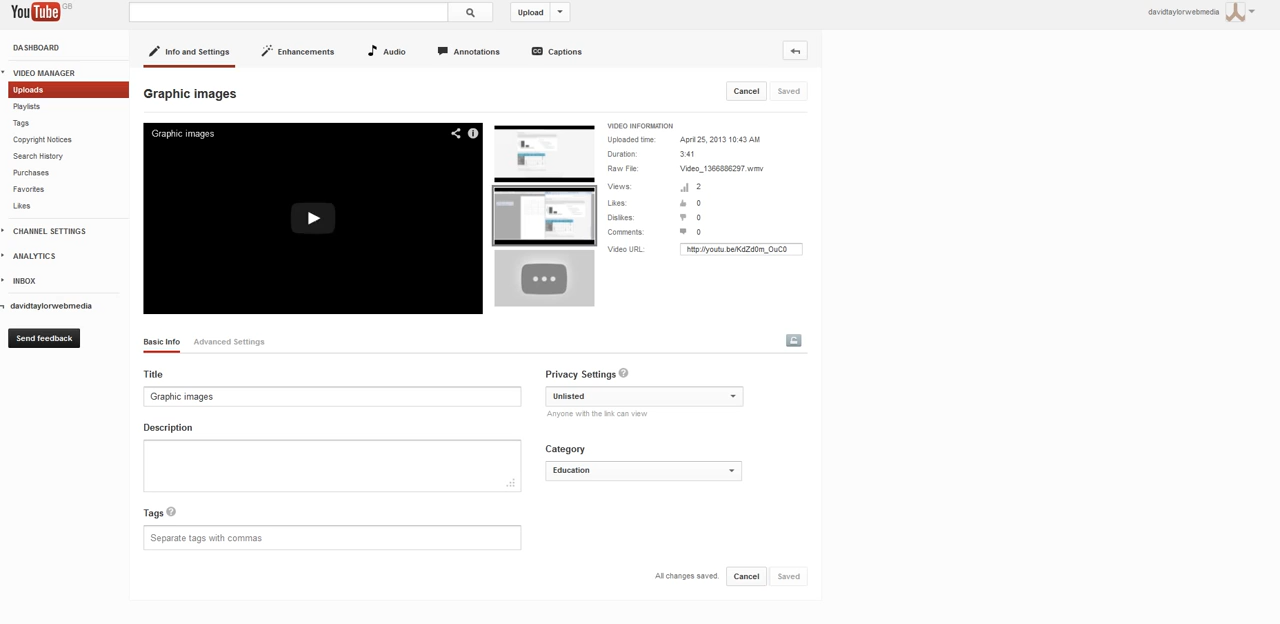 YouTube GB
Upload
davidtaylorwebmedia
DASHBOARD
VIDEO MANAGER
Uploads
Playlists
Tags
Copyright Notices
Search History
Purchases
Favorites
Likes
CHANNEL SETTINGS
ANALYTICS
INBOX
davidtaylorwebmedia
Send feedback
Info and Settings
Enhancements
Audio
Annotations
CC Captions
Graphic images
Cancel
Saved
Graphic images
VIDEO INFORMATION
Uploaded time: April 25, 2013 10:43 AM
Duration: 3:41
Raw File: Video_1366886297.wmv
Views: 2
Likes: 0
Dislikes: 0
Comments: 0
Video URL: http://youtu.be/KdZd0m_OuC0
Basic Info
Advanced Settings
Title
Graphic images
Description
Tags
Separate tags with commas
Privacy Settings
Unlisted
Anyone with the link can view
Category
Education
All changes saved.
Cancel
Saved